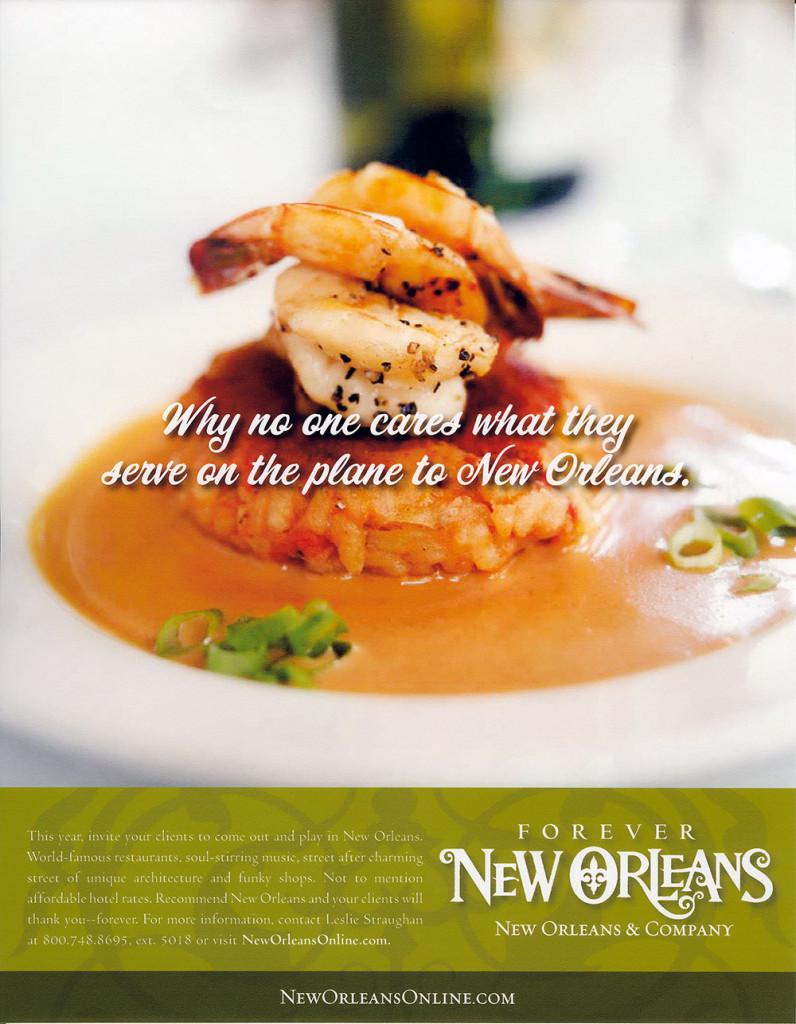 Why no one cares what they
serve on the plane to New Orleans.
This year, invite your clients to come out and play in New Orleans.
World-famous restaurants, soul-stirring music, street after charming
street of unique architecture and funky shops. Not to mention
affordable hotel rates. Recommend New Orleans and your clients will
thank you--forever. For more information, contact Leslie Straughan
at 800.748.8695, ext. 5018 or visit NewOrleansOnline.com.
FOREVER
NEW ORLEANS
NEW ORLEANS & COMPANY
NEWORLEANSONLINE.COM